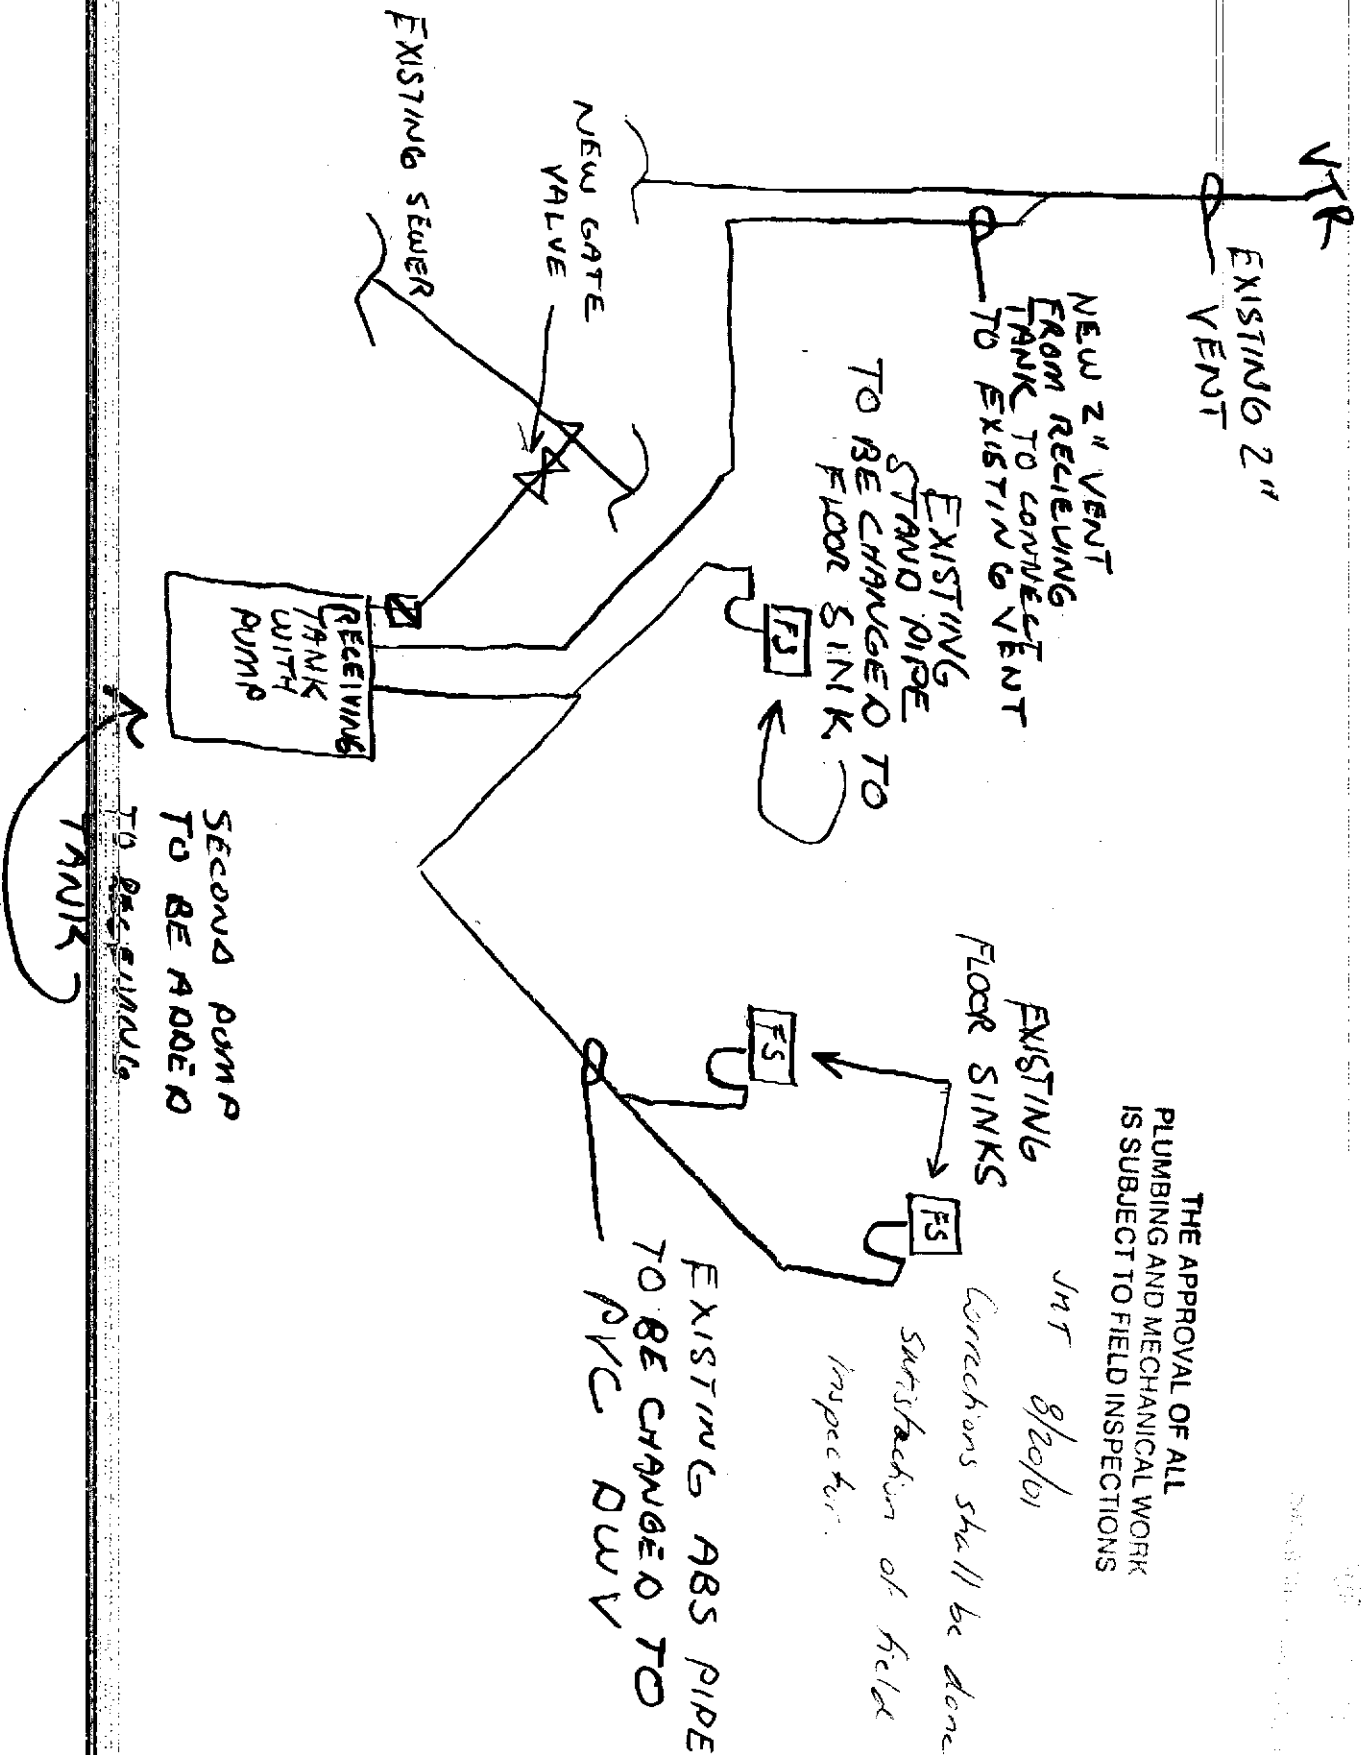 VTR
EXISTING 2"
VENT
NEW 2" VENT
FROM RECIEVING
TANK TO CONNECT
TO EXISTING VENT
EXISTING
STAND PIPE
TO BE CHANGED TO
FLOOR SINK
FS
NEW GATE
VALVE
EXISTING SEWER
RECEIVING
TANK
WITH
PUMP
SECOND PUMP
TO BE ADDED
TO RECEIVING
TANK
EXISTING
FLOOR SINKS
FS
FS
EXISTING ABS PIPE
TO BE CHANGED TO
PVC DWV
THE APPROVAL OF ALL
PLUMBING AND MECHANICAL WORK
IS SUBJECT TO FIELD INSPECTIONS
JMT 8/20/01
Corrections shall be done
satisfaction of field
inspector.